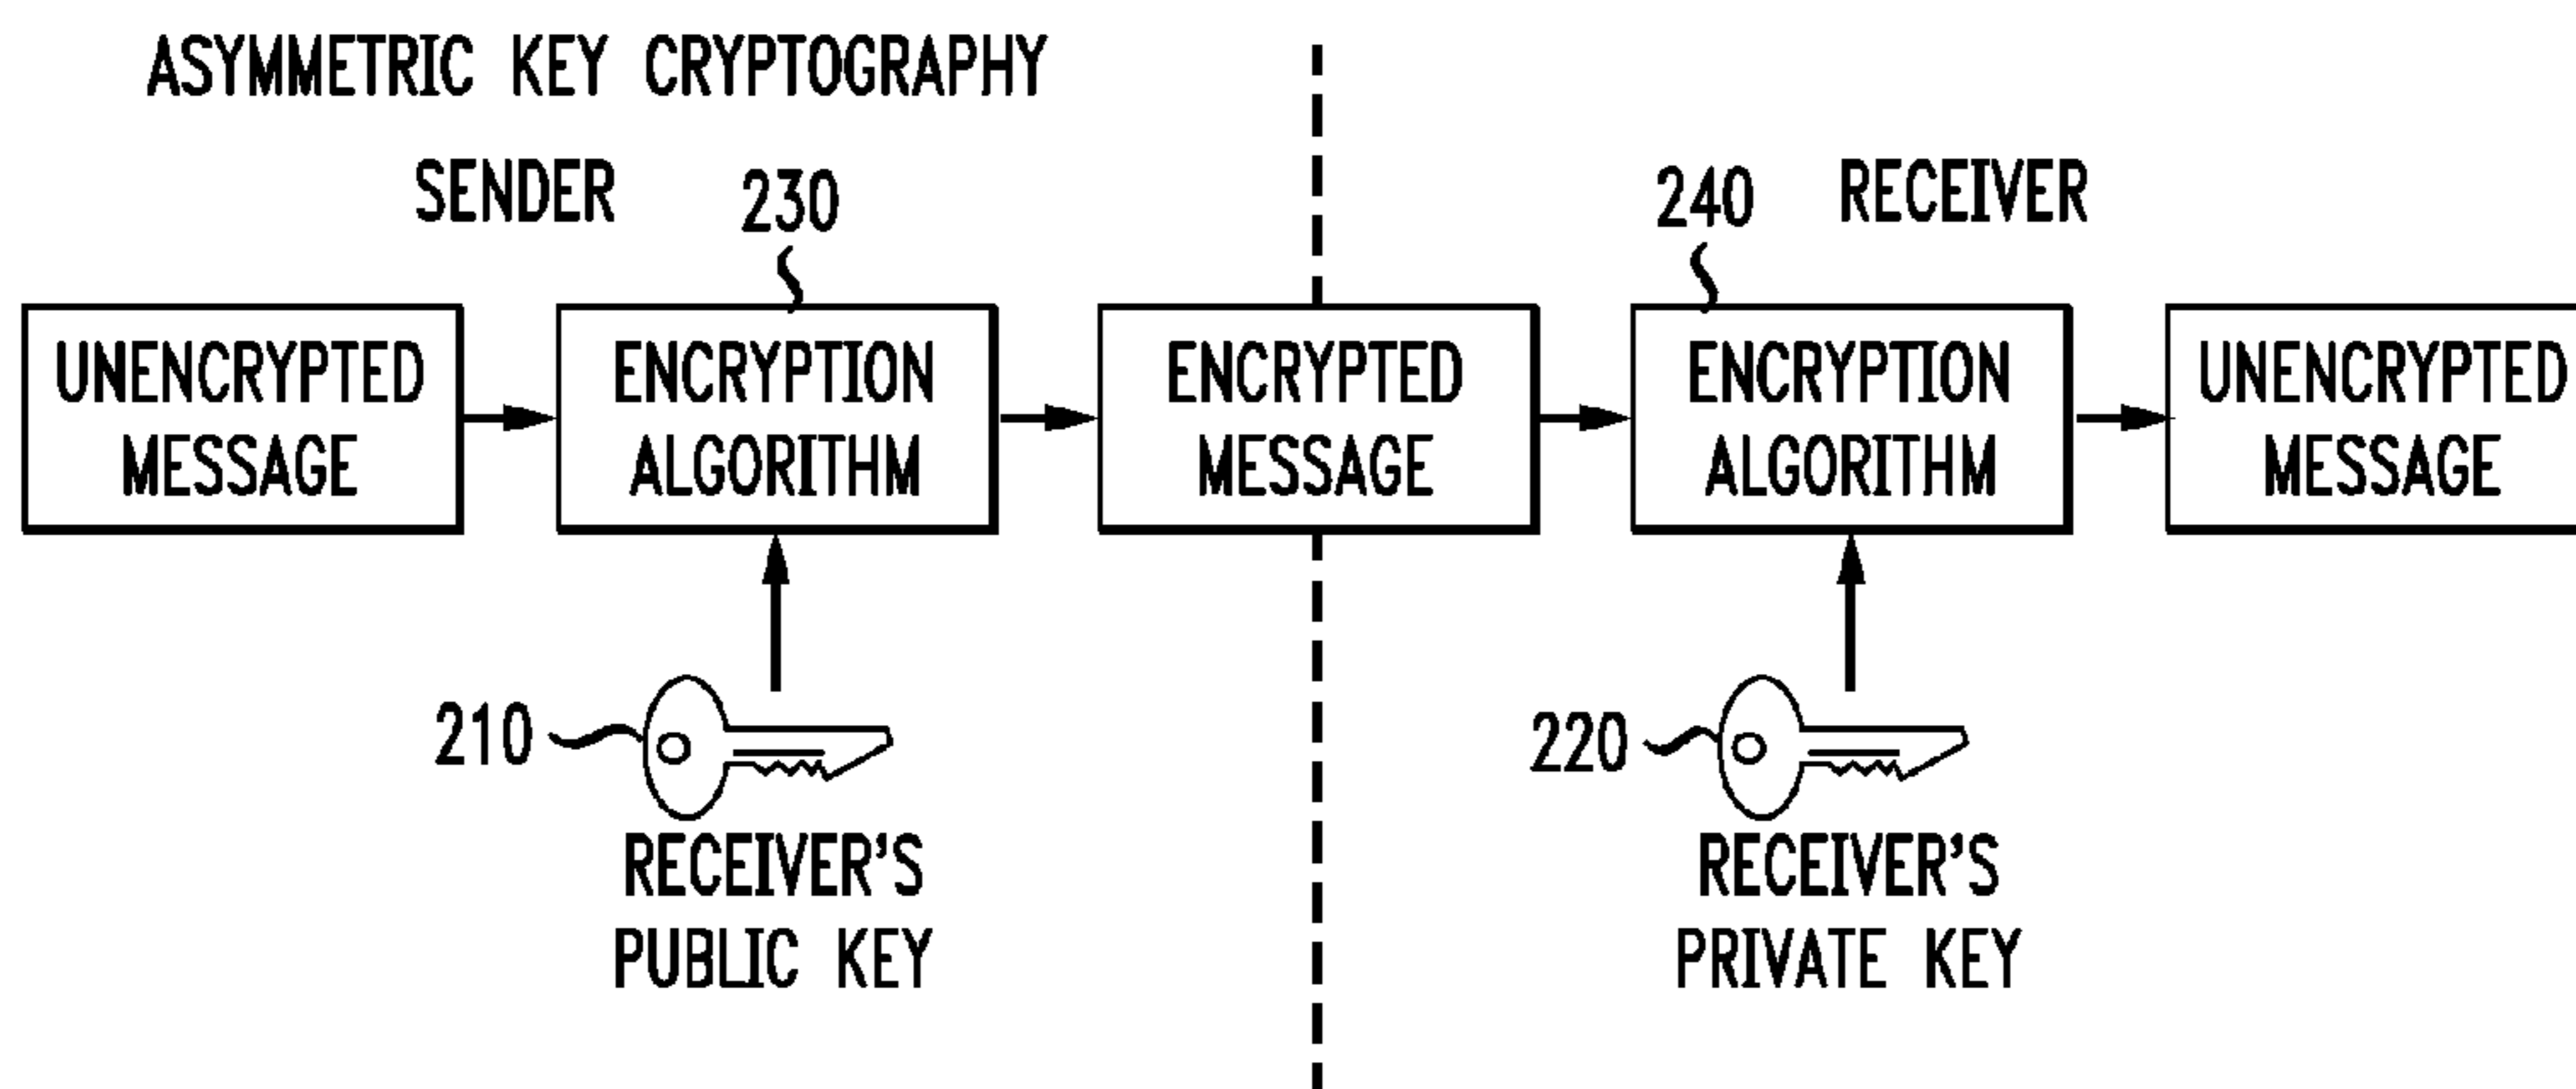 ASYMMETRIC KEY CRYPTOGRAPHY
SENDER
230
240
RECEIVER
UNENCRYPTED
MESSAGE
ENCRYPTION
ALGORITHM
ENCRYPTED
MESSAGE
ENCRYPTION
ALGORITHM
UNENCRYPTED
MESSAGE
210
RECEIVER'S
PUBLIC KEY
220
RECEIVER'S
PRIVATE KEY